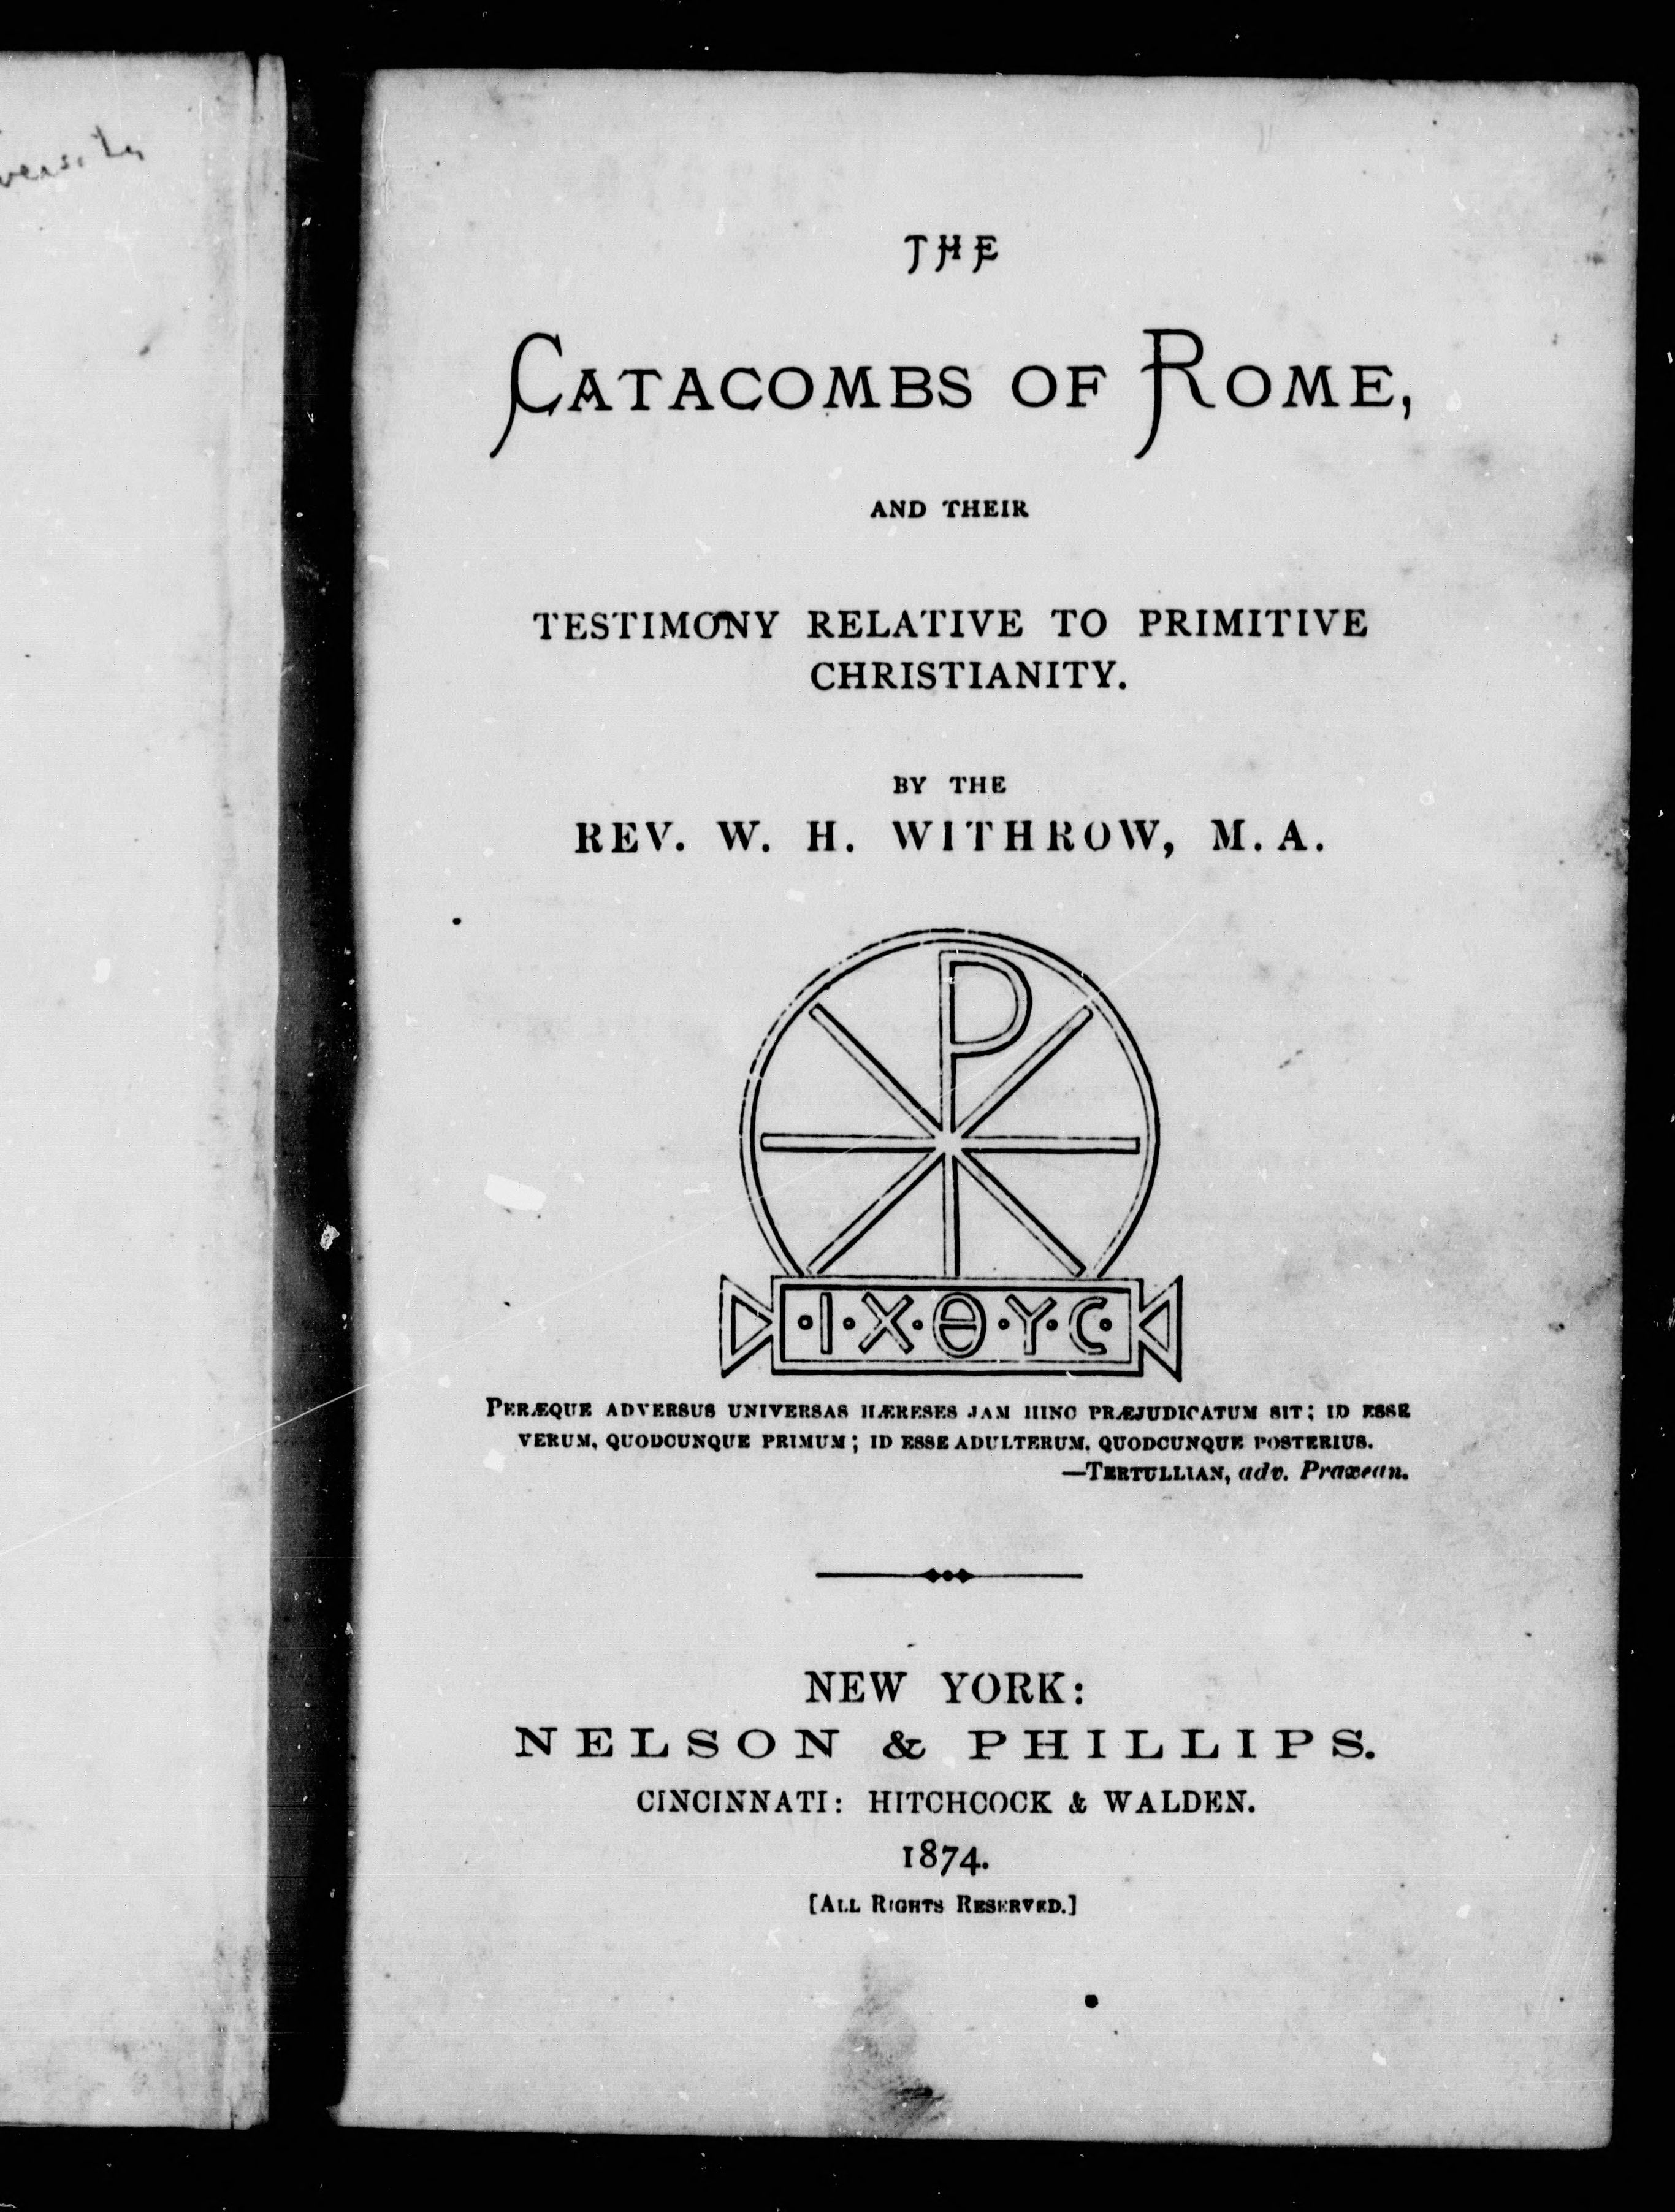 THE
CATACOMBS OF ROME,
AND THEIR
TESTIMONY RELATIVE TO PRIMITIVE
CHRISTIANITY.
BY THE
REV. W. H. WITHROW, M. A.
P
·Ι·Χ·Θ·Υ·C·
PERÆQUE ADVERSUS UNIVERSAS HÆRESES JAM HINC PRÆJUDICATUM SIT; ID ESSE
VERUM, QUODCUNQUE PRIMUM; ID ESSE ADULTERUM, QUODCUNQUE POSTERIUS.
—TERTULLIAN, adv. Praxean.
NEW YORK:
NELSON & PHILLIPS.
CINCINNATI: HITCHCOCK & WALDEN.
1874.
[ALL RIGHTS RESERVED.]